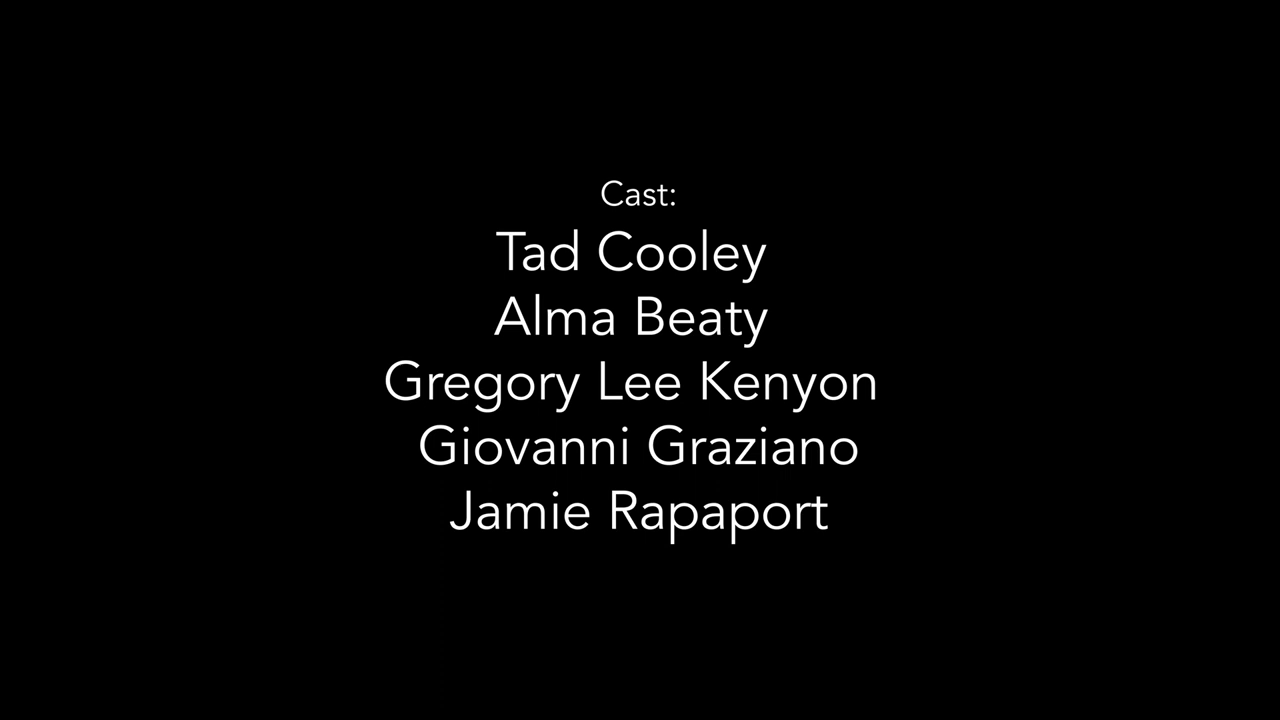 Cast:
Tad Cooley
Alma Beaty
Gregory Lee Kenyon
Giovanni Graziano
Jamie Rapaport